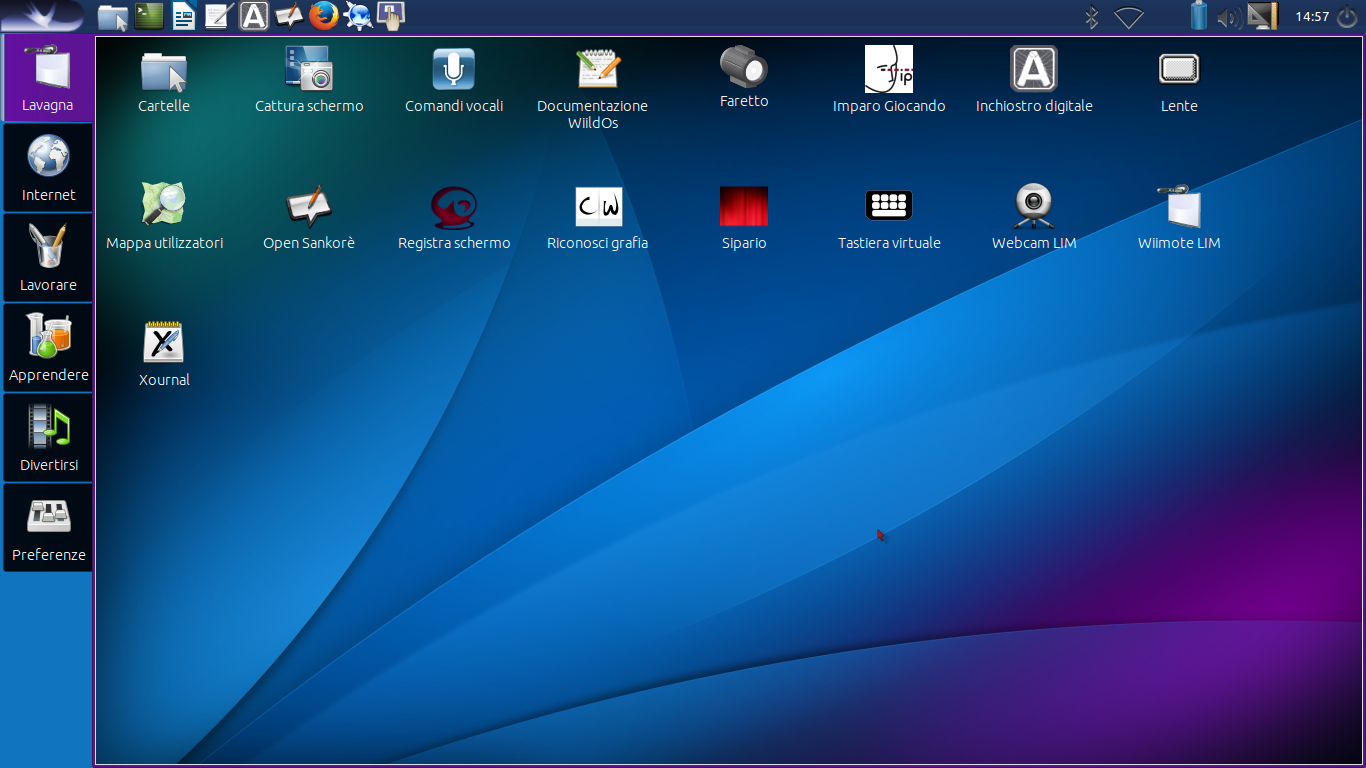 14:57
Lavagna
Internet
Lavorare
Apprendere
Divertirsi
Preferenze
Cartelle
Cattura schermo
Comandi vocali
Documentazione
WiildOs
Faretto
ip
Imparo Giocando
A
Inchiostro digitale
Lente
Mappa utilizzatori
Open Sankorè
Registra schermo
C W
Riconosci grafia
Sipario
Tastiera virtuale
Webcam LIM
Wiimote LIM
X
Xournal